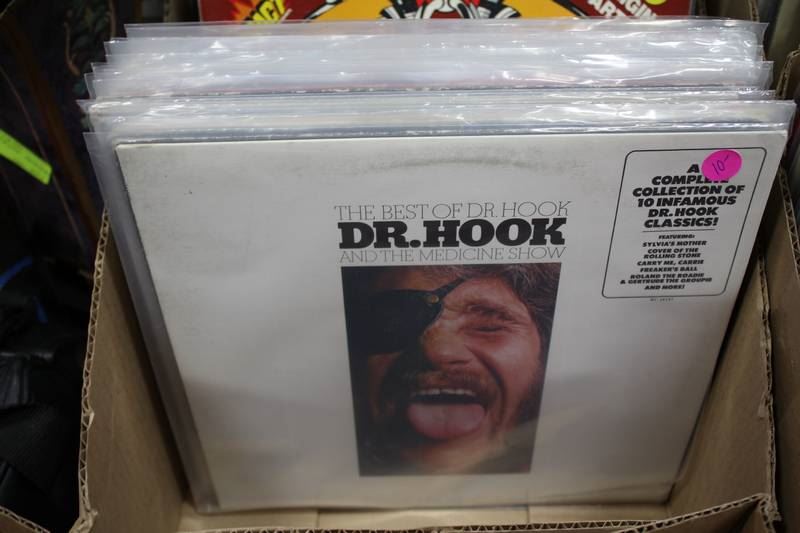 THE BEST OF DR. HOOK
DR. HOOK
AND THE MEDICINE SHOW
A
COMPLETE
COLLECTION OF
10 INFAMOUS
DR. HOOK
CLASSICS!
FEATURING:
SYLVIA'S MOTHER
COVER OF THE
ROLLING STONE
CARRY ME, CARRIE
FREAKER'S BALL
ROLAND THE ROADIE
& GERTRUDE THE GROUPIE
AND MORE!
10-